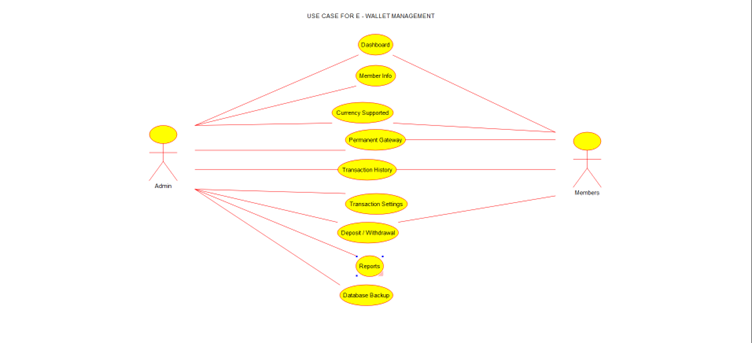 USE CASE FOR E - WALLET MANAGEMENT
Dashboard
Member Info
Currency Supported
Permanent Gateway
Transaction History
Admin
Members
Transaction Settings
Deposit / Withdrawal
Reports
Database Backup